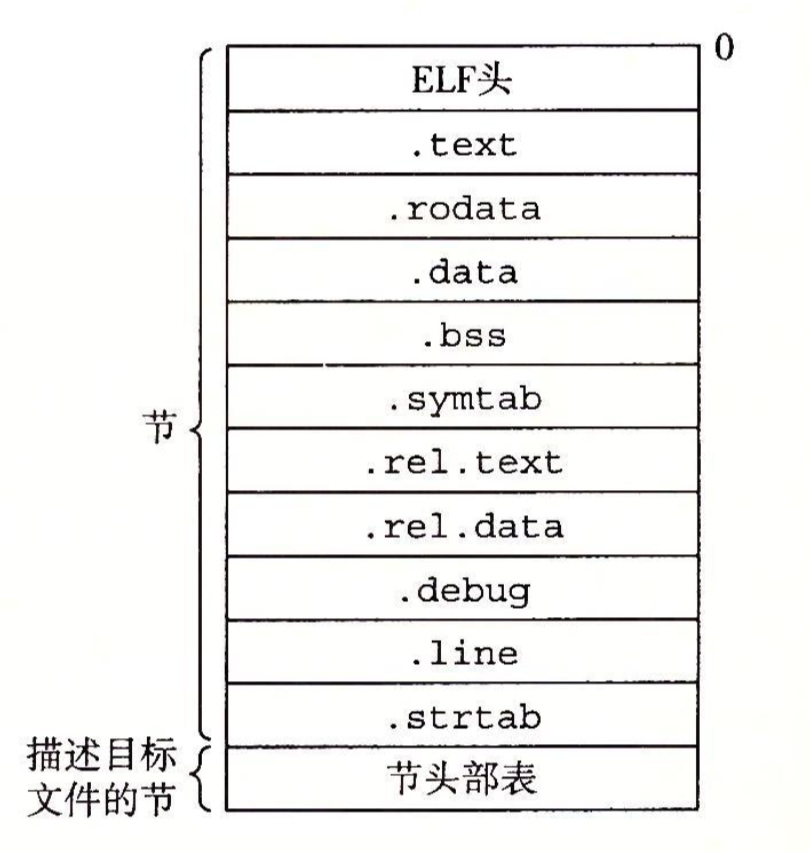 0
ELF头
.text
.rodata
.data
.bss
.symtab
节
.rel.text
.rel.data
.debug
.line
.strtab
描述目标
文件的节
节头部表